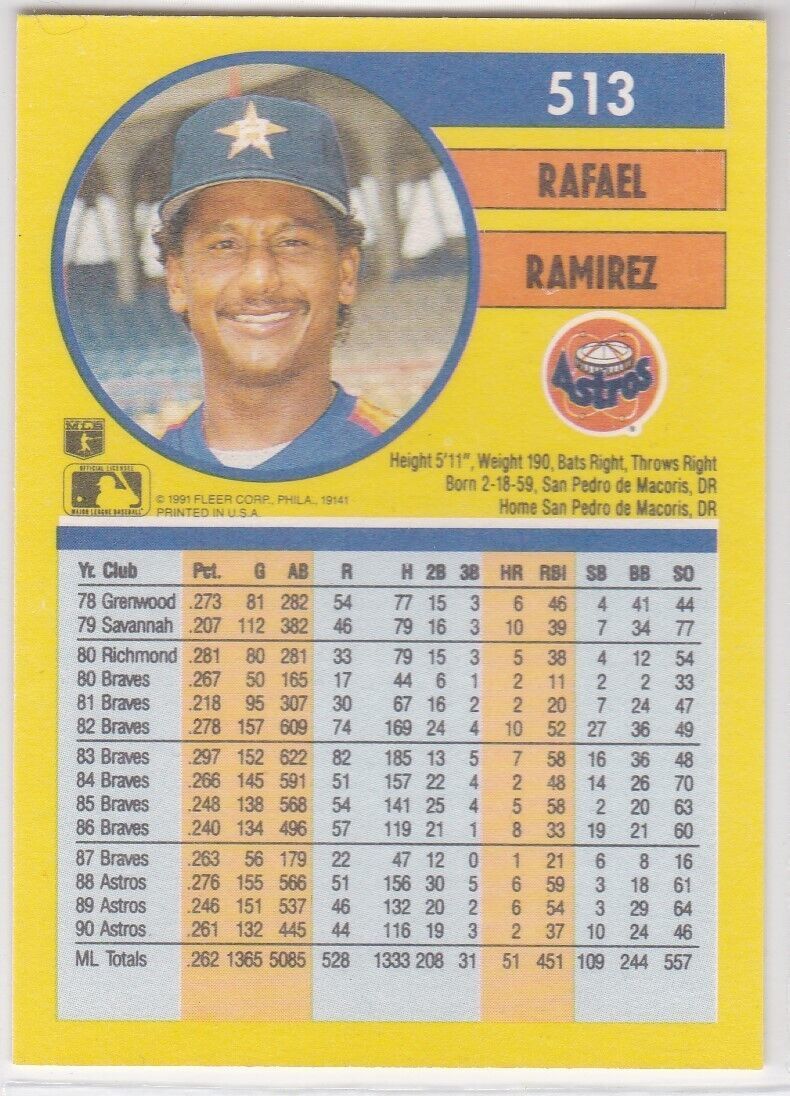 513
RAFAEL
RAMIREZ
Astros
MLB
Height 5'11", Weight 190, Bats Right, Throws Right
Born 2-18-59, San Pedro de Macoris, DR
Home San Pedro de Macoris, DR
OFFICIAL LICENSEE
MAJOR LEAGUE BASEBALL
© 1991 FLEER CORP., PHILA., 19141
PRINTED IN U.S.A.
Yr. Club Pct. G AB R H 2B 3B HR RBI SB BB SO
78 Grenwood .273 81 282 54 77 15 3 6 46 4 41 44
79 Savannah .207 112 382 46 79 16 3 10 39 7 34 77
80 Richmond .281 80 281 33 79 15 3 5 38 4 12 54
80 Braves .267 50 165 17 44 6 1 2 11 2 2 33
81 Braves .218 95 307 30 67 16 2 2 20 7 24 47
82 Braves .278 157 609 74 169 24 4 10 52 27 36 49
83 Braves .297 152 622 82 185 13 5 7 58 16 36 48
84 Braves .266 145 591 51 157 22 4 2 48 14 26 70
85 Braves .248 138 568 54 141 25 4 5 58 2 20 63
86 Braves .240 134 496 57 119 21 1 8 33 19 21 60
87 Braves .263 56 179 22 47 12 0 1 21 6 8 16
88 Astros .276 155 566 51 156 30 5 6 59 3 18 61
89 Astros .246 151 537 46 132 20 2 6 54 3 29 64
90 Astros .261 132 445 44 116 19 3 2 37 10 24 46
ML Totals .262 1365 5085 528 1333 208 31 51 451 109 244 557